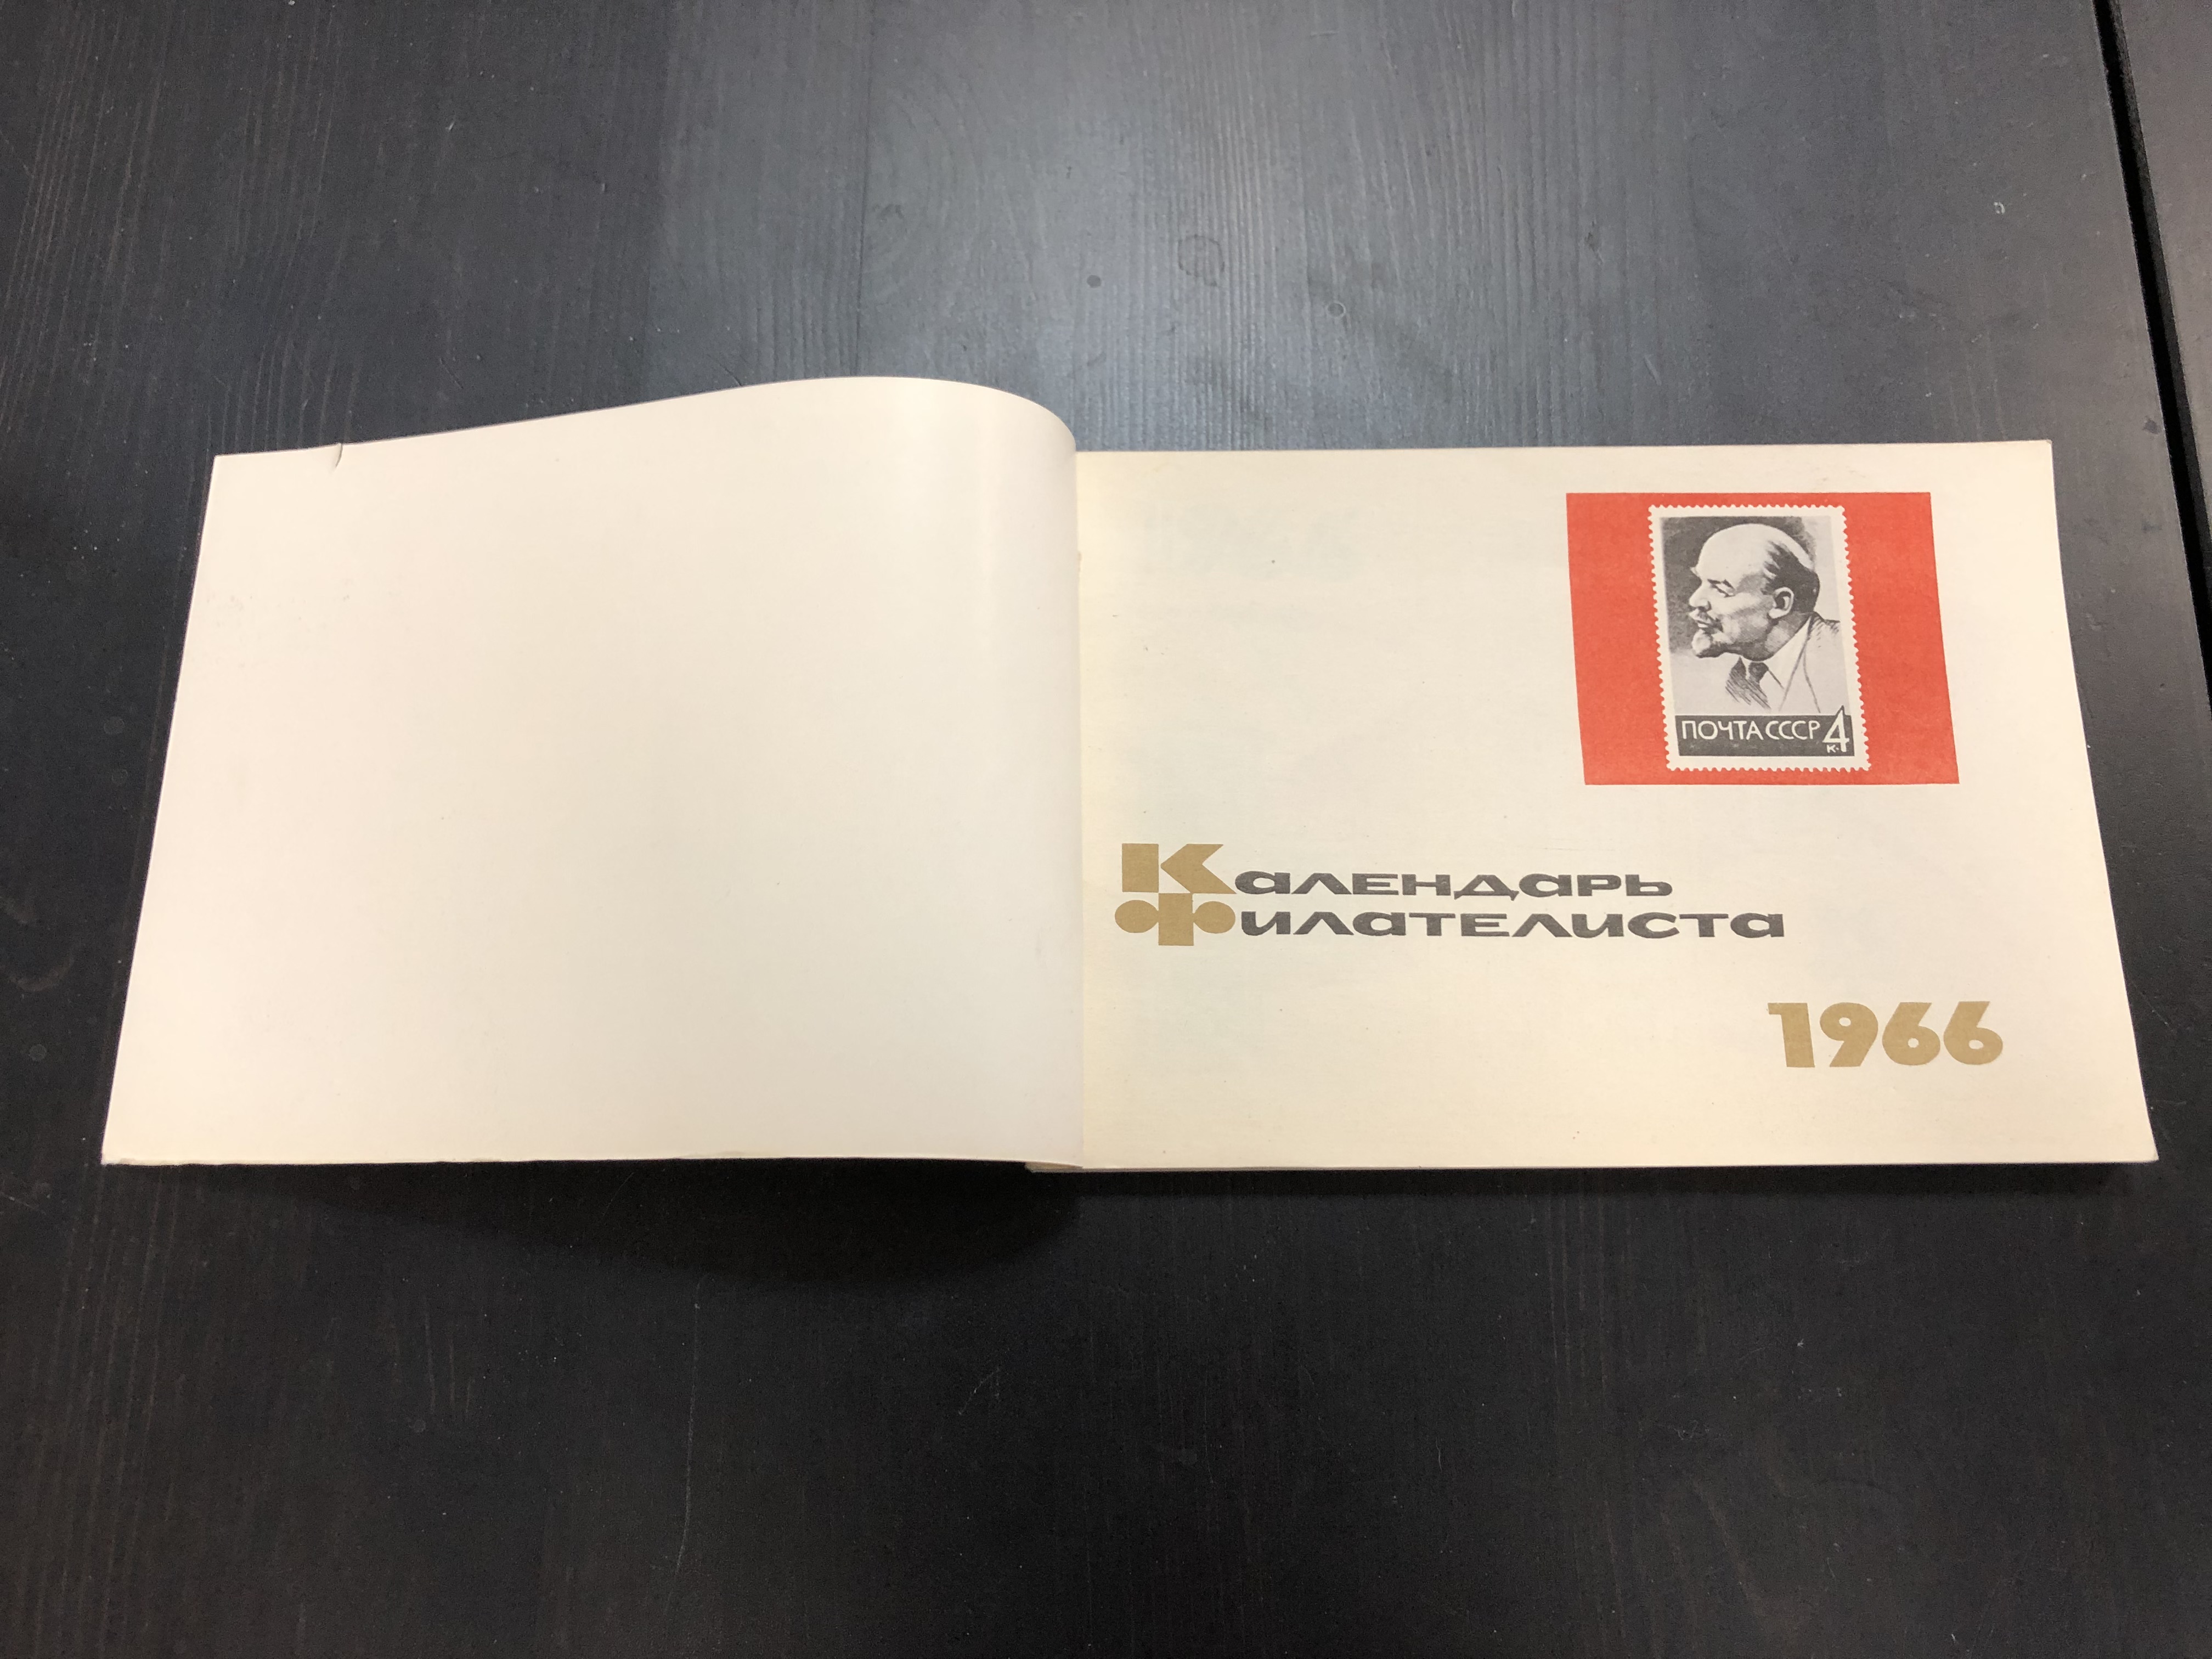 ПОЧТА СССР 4 к.
Календарь
Филателиста
1966